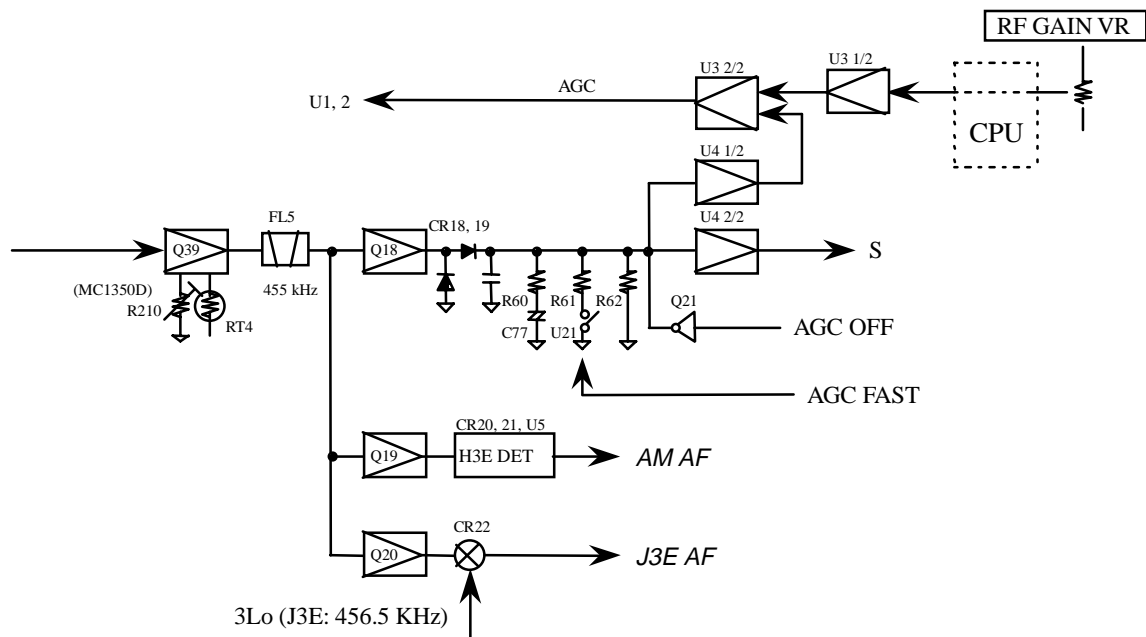 RF GAIN VR
U3 2/2
U3 1/2
AGC
U1, 2
CPU
U4 1/2
FL5
CR18, 19
U4 2/2
Q39
Q18
S
(MC1350D)
455 kHz
R210
RT4
R60
R61
R62
Q21
C77
U21
AGC OFF
AGC FAST
CR20, 21, U5
Q19
H3E DET
AM AF
CR22
Q20
J3E AF
3Lo (J3E: 456.5 KHz)